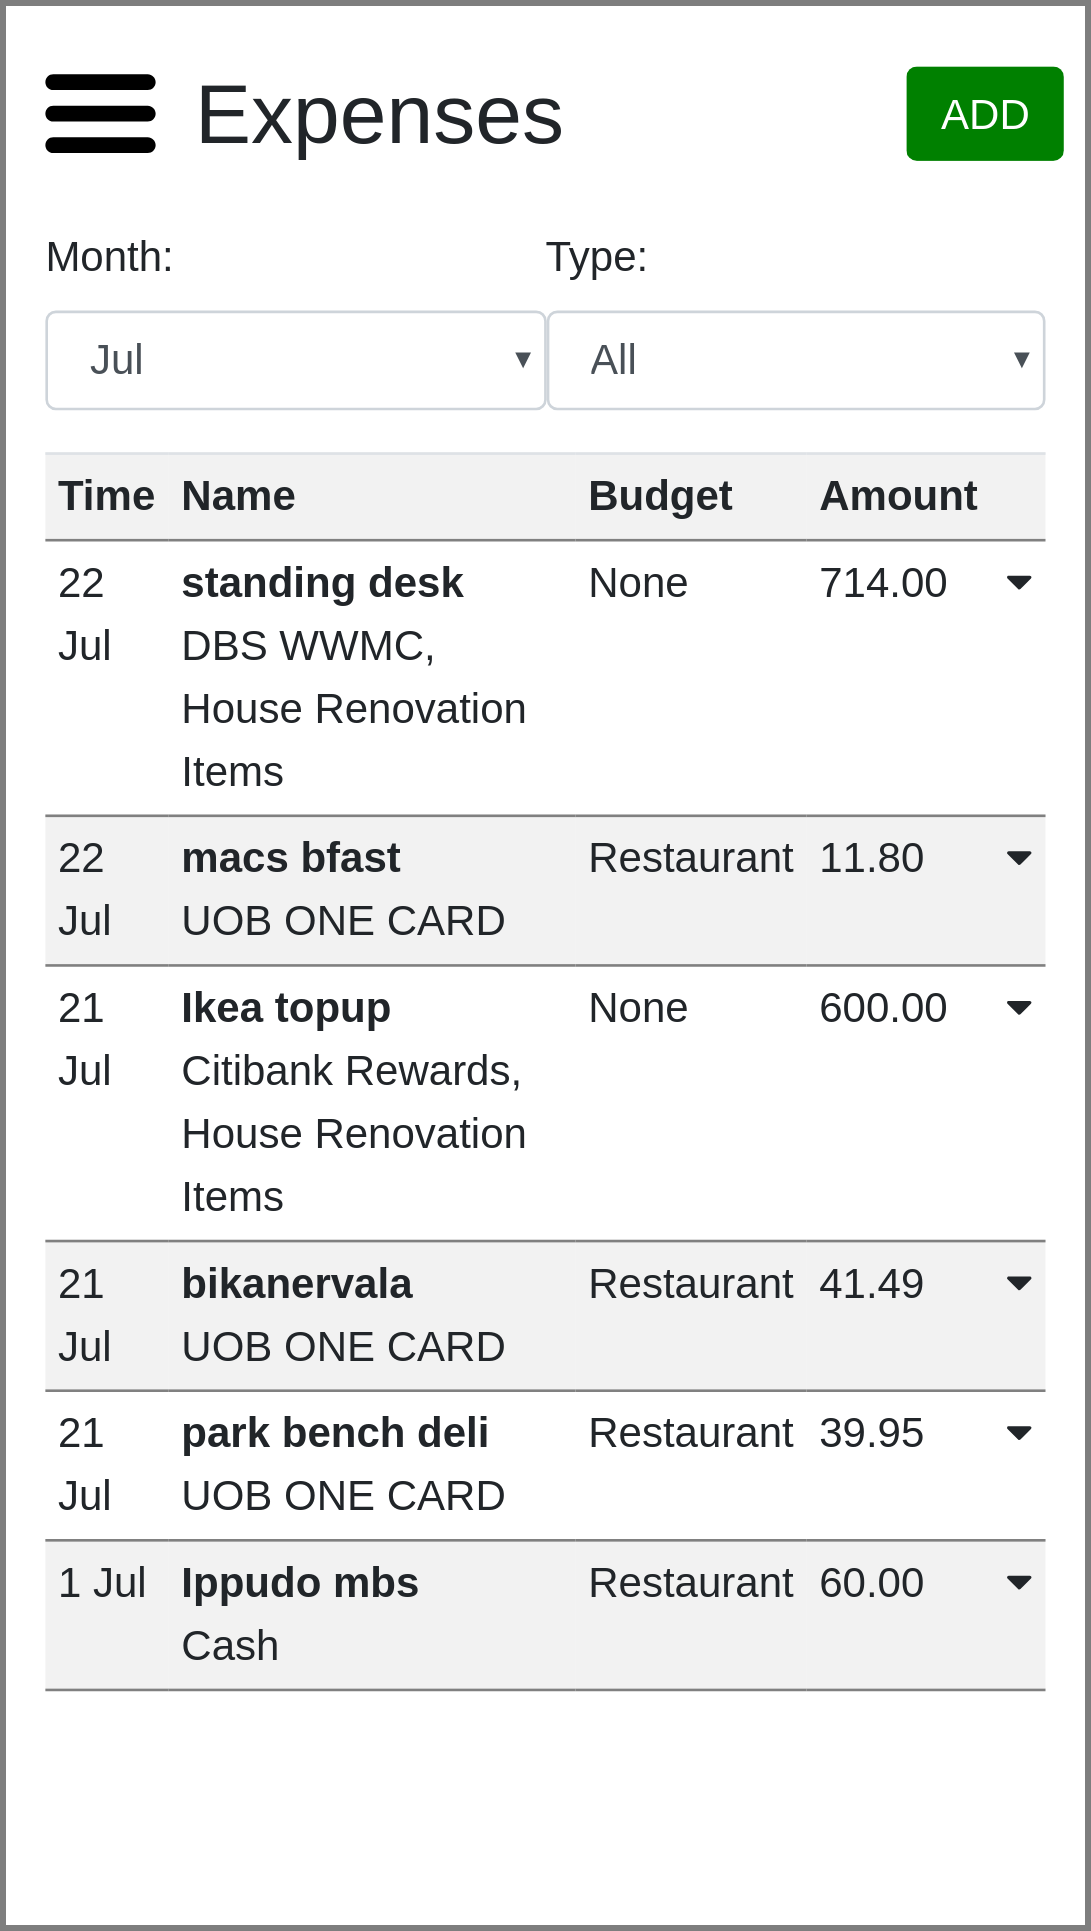 Expenses
ADD
Month:
Type:
Jul
All
Time Name Budget Amount
22 Jul
standing desk
DBS WWMC,
House Renovation
Items
None
714.00
22 Jul
macs bfast
UOB ONE CARD
Restaurant
11.80
21 Jul
Ikea topup
Citibank Rewards,
House Renovation
Items
None
600.00
21 Jul
bikanervala
UOB ONE CARD
Restaurant
41.49
21 Jul
park bench deli
UOB ONE CARD
Restaurant
39.95
1 Jul
Ippudo mbs
Cash
Restaurant
60.00